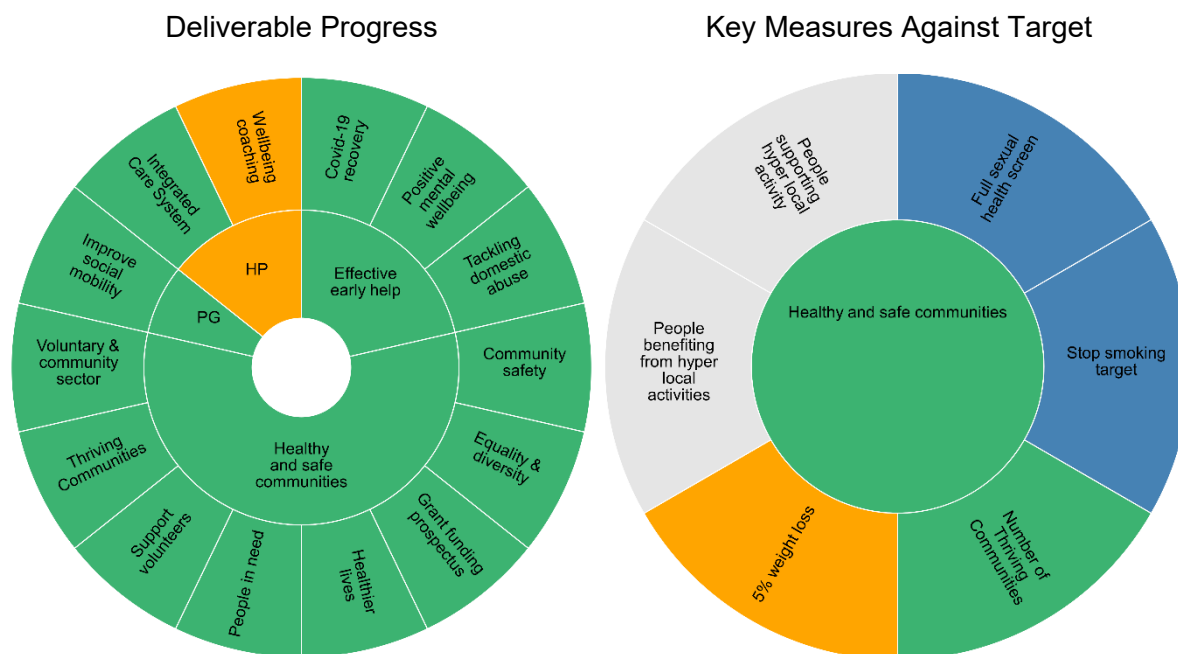 Deliverable Progress
Wellbeing
coaching
Covid-19
recovery
Positive
mental
wellbeing
Tackling
domestic
abuse
Community
safety
Equality &
diversity
Grant funding
prospectus
Healthier
lives
People in need
Support
volunteers
Thriving
Communities
Voluntary &
community
sector
Improve
social
mobility
Integrated
Care System
HP
Effective
early help
PG
Healthy
and safe
communities
Key Measures Against Target
People
supporting
hyper local
activity
Full sexual
health screen
Stop smoking
target
Number of
Thriving
Communities
5% weight loss
People
benefiting
from hyper
local
activities
Healthy and safe communities